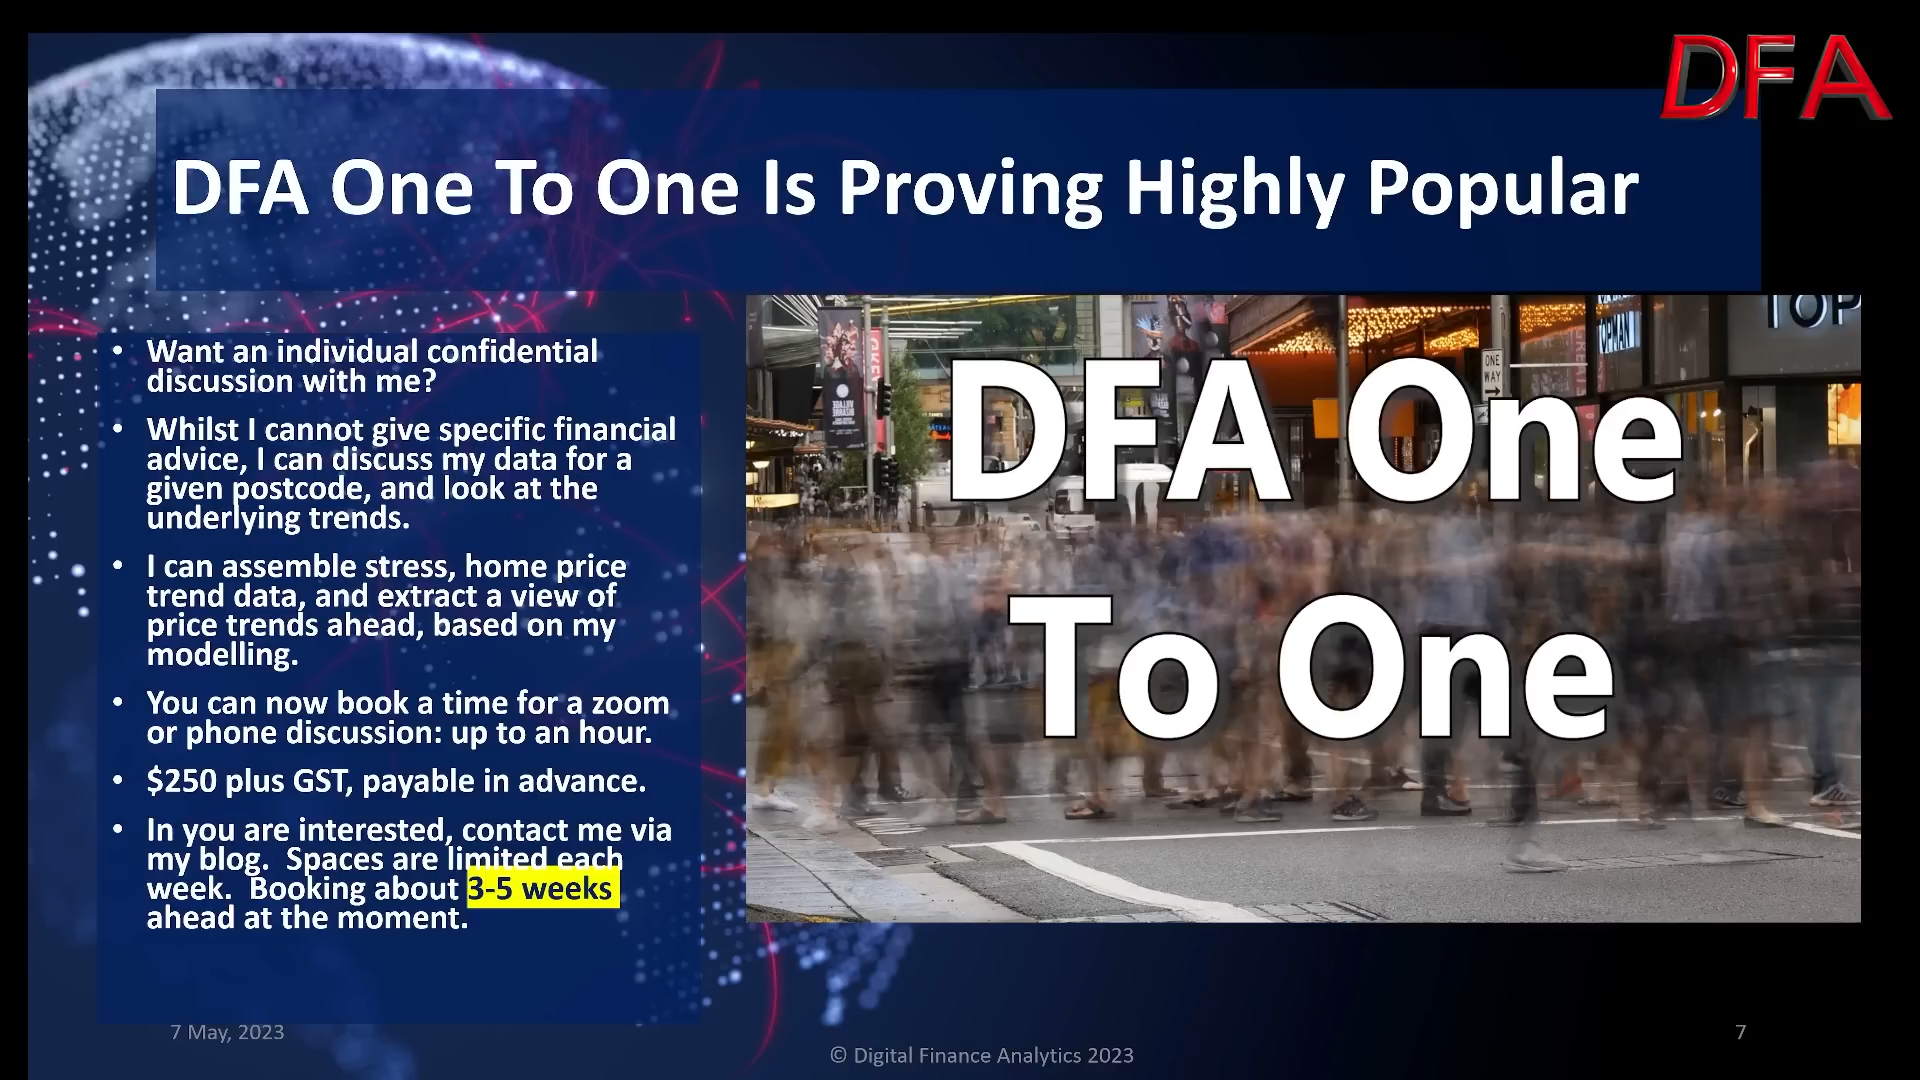 DFA
DFA One To One Is Proving Highly Popular
• Want an individual confidential
discussion with me?
• Whilst I cannot give specific financial
advice, I can discuss my data for a
given postcode, and look at the
underlying trends.
• I can assemble stress, home price
trend data, and extract a view of
price trends ahead, based on my
modelling.
• You can now book a time for a zoom
or phone discussion: up to an hour.
• $250 plus GST, payable in advance.
• In you are interested, contact me via
my blog.  Spaces are limited each
week.  Booking about 3-5 weeks
ahead at the moment.
TOP
TOPMAN
ONE
WAY
DFA One
To One
7 May, 2023
© Digital Finance Analytics 2023
7